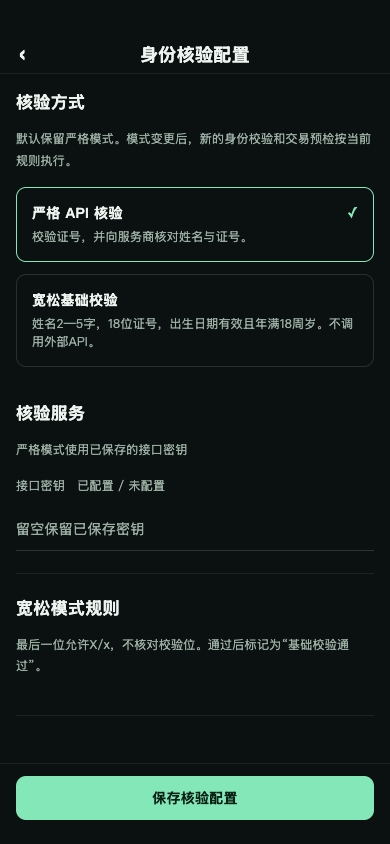 身份核验配置
核验方式
默认保留严格模式。模式变更后，新的身份校验和交易预检按当前
规则执行。
严格 API 核验
校验证号，并向服务商核对姓名与证号。
宽松基础校验
姓名2—5字，18位证号，出生日期有效且年满18周岁。不调
用外部API。
核验服务
严格模式使用已保存的接口密钥
接口密钥 已配置 / 未配置
留空保留已保存密钥
宽松模式规则
最后一位允许X/x，不核对校验位。通过后标记为“基础校验通
过”。
保存核验配置